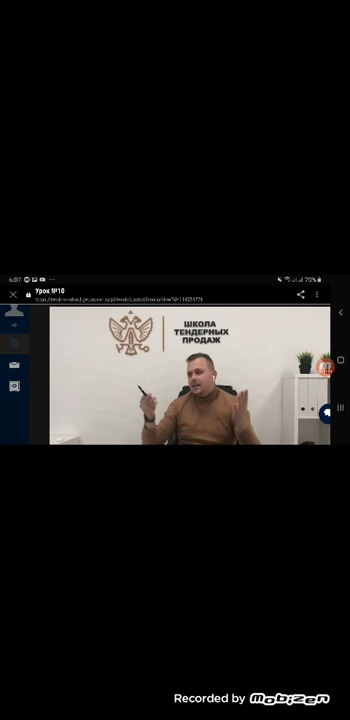 6:07
70%
Урок №10
ШКОЛА
ТЕНДЕРНЫХ
ПРОДАЖ
Recorded by mobizen